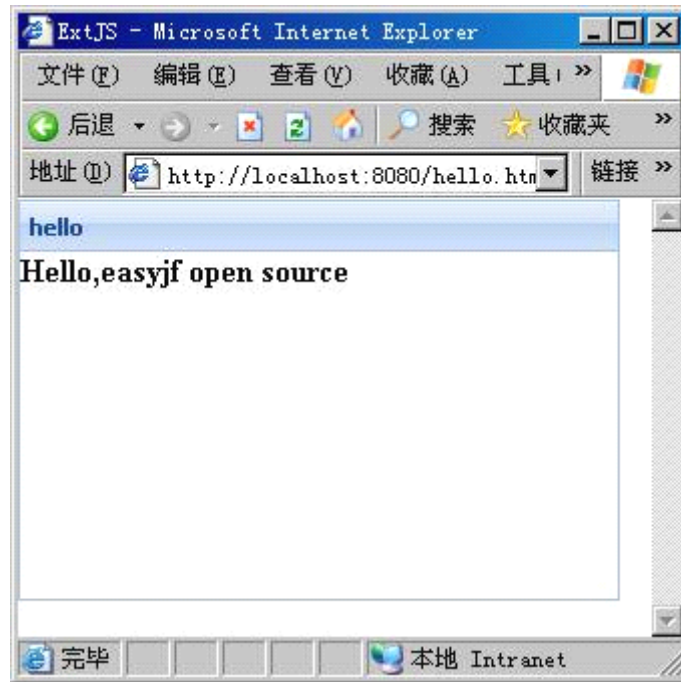 ExtJS - Microsoft Internet Explorer
文件(F) 编辑(E) 查看(V) 收藏(A) 工具 »
后退 搜索 收藏夹 »
地址(D) http://localhost:8080/hello.htm 链接 »
hello
Hello,easyjf open source
完毕 本地 Intranet